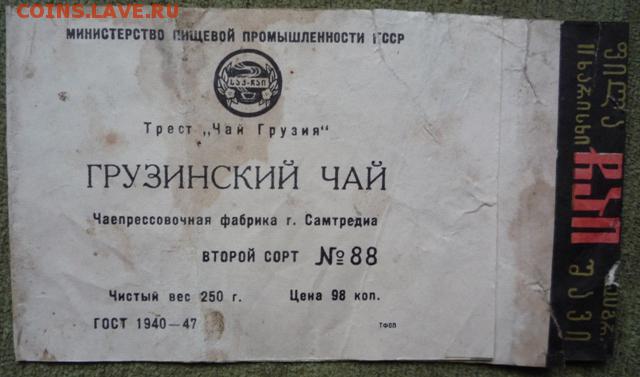 COINS.LAVE.RU
МИНИСТЕРСТВО ПИЩЕВОЙ ПРОМЫШЛЕННОСТИ ГССР
Трест „Чай Грузия"
ГРУЗИНСКИЙ ЧАЙ
Чаепрессовочная фабрика г. Самтредиа
ВТОРОЙ СОРТ №88
Чистый вес 250 г. Цена 98 коп.
ГОСТ 1940—47
ТФОП